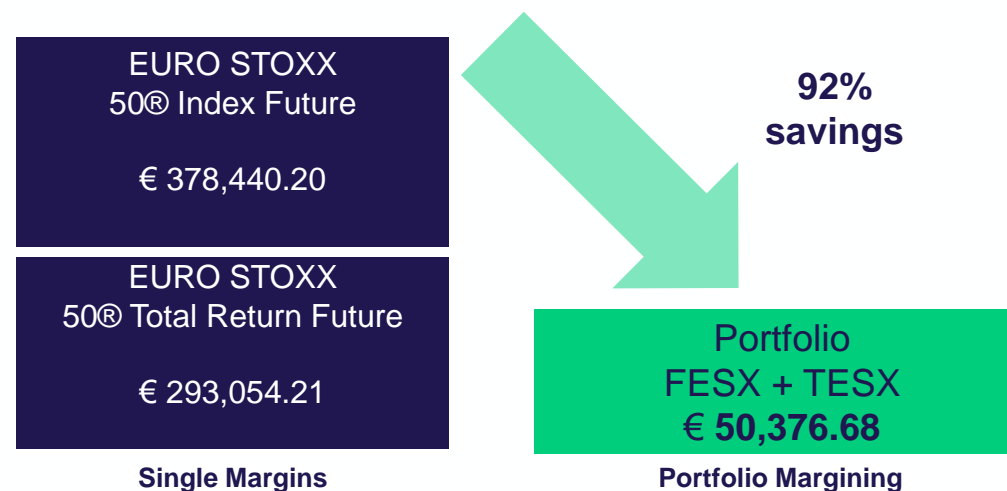 EURO STOXX
50® Index Future
€ 378,440.20
92%
savings
EURO STOXX
50® Total Return Future
€ 293,054.21
Portfolio
FESX + TESX
€ 50,376.68
Single Margins
Portfolio Margining